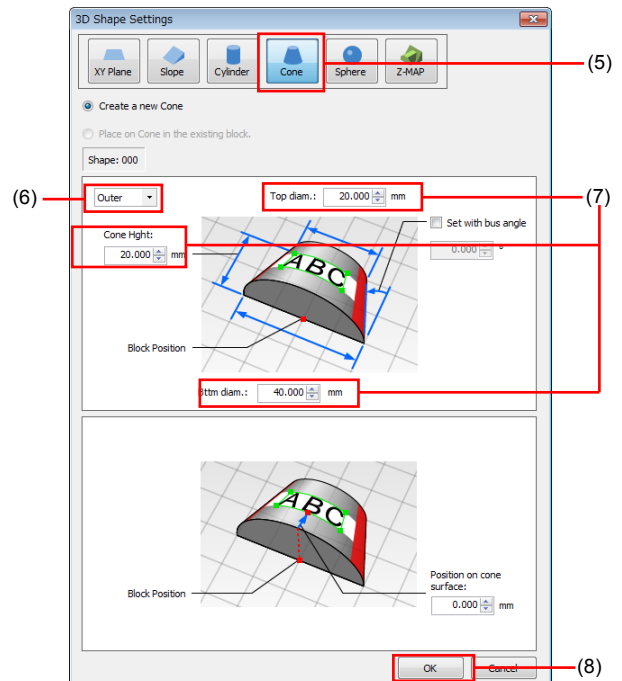 3D Shape Settings
XY Plane Slope Cylinder Cone Sphere Z-MAP
(5)
Create a new Cone
Place on Cone in the existing block.
Shape: 000
(6)
Outer
Top diam.: 20.000 mm
(7)
Set with bus angle
0.000 °
Cone Hght:
20.000 mm
ABC
Block Position
Bttm diam.: 40.000 mm
ABC
Block Position
Position on cone
surface:
0.000 mm
OK Cancel
(8)